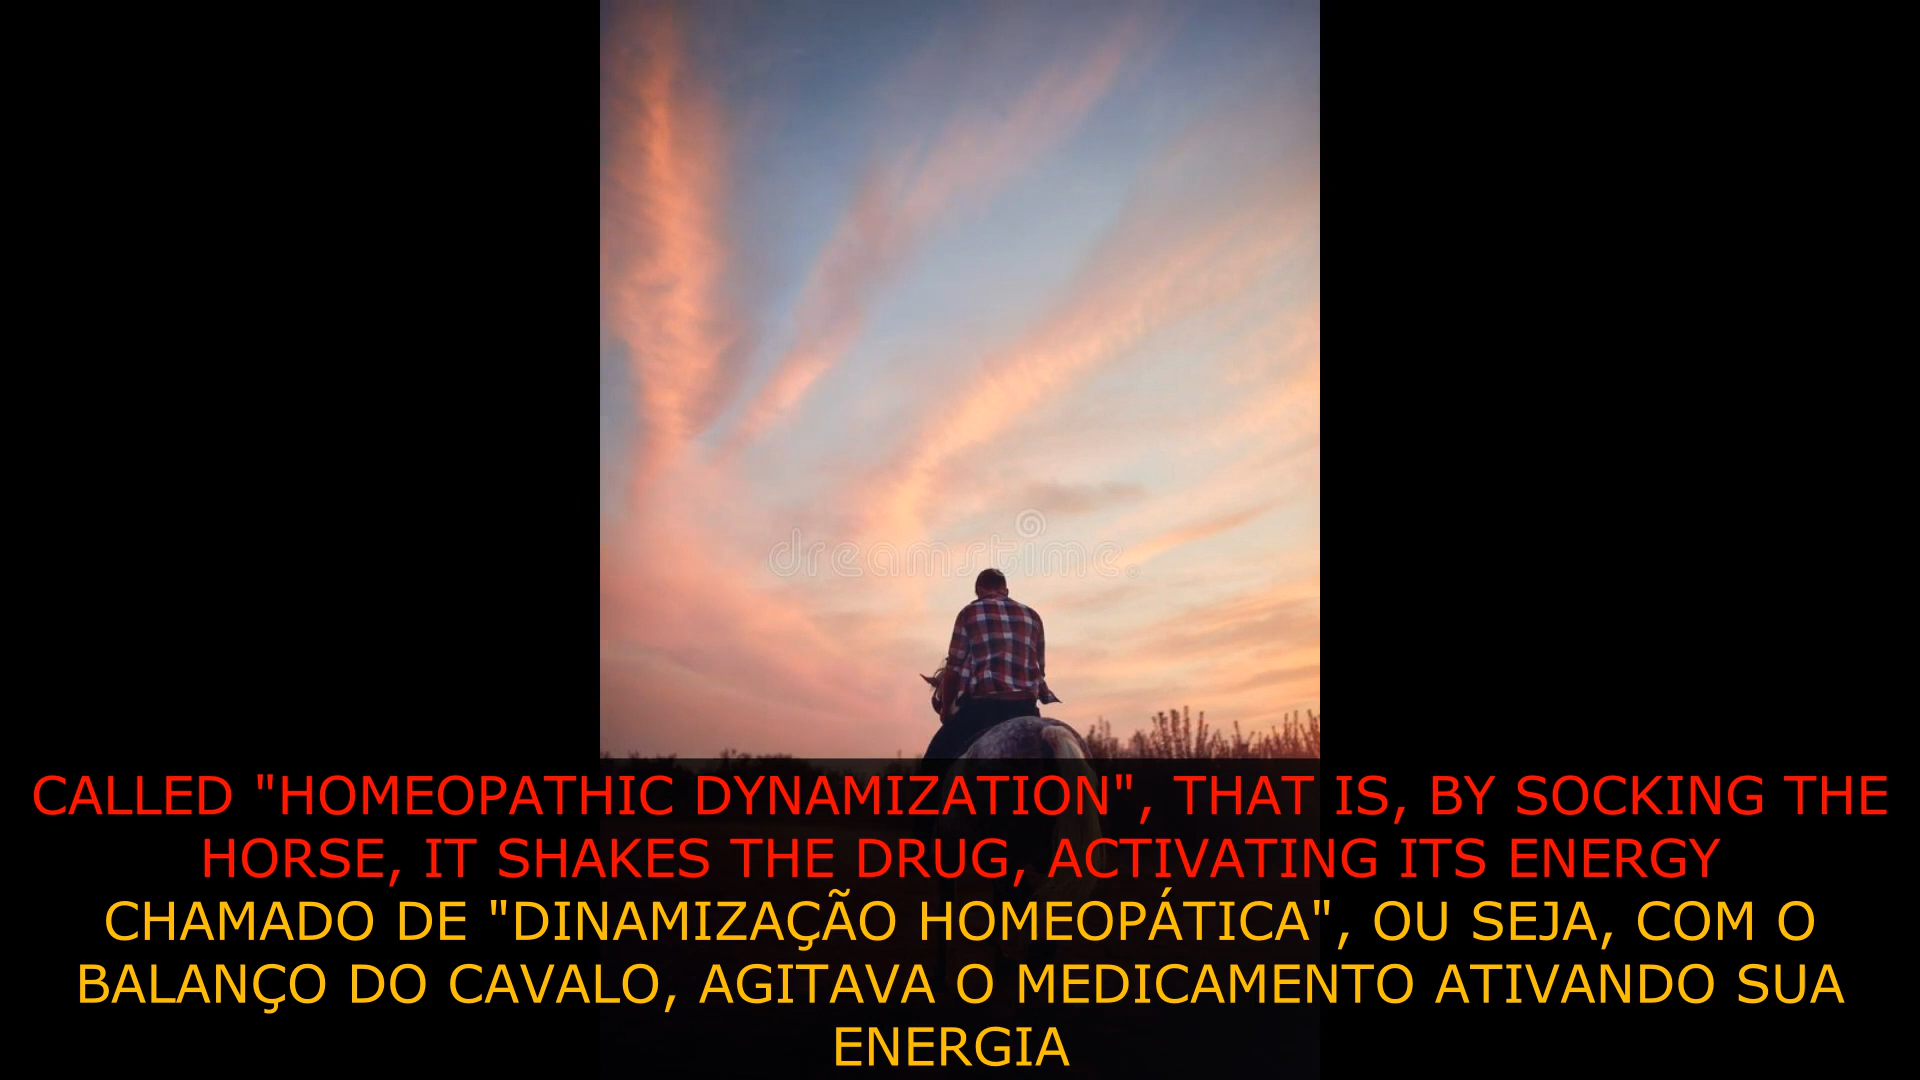 dreamstime
CALLED "HOMEOPATHIC DYNAMIZATION", THAT IS, BY SOCKING THE
HORSE, IT SHAKES THE DRUG, ACTIVATING ITS ENERGY
CHAMADO DE "DINAMIZAÇÃO HOMEOPÁTICA", OU SEJA, COM O
BALANÇO DO CAVALO, AGITAVA O MEDICAMENTO ATIVANDO SUA
ENERGIA